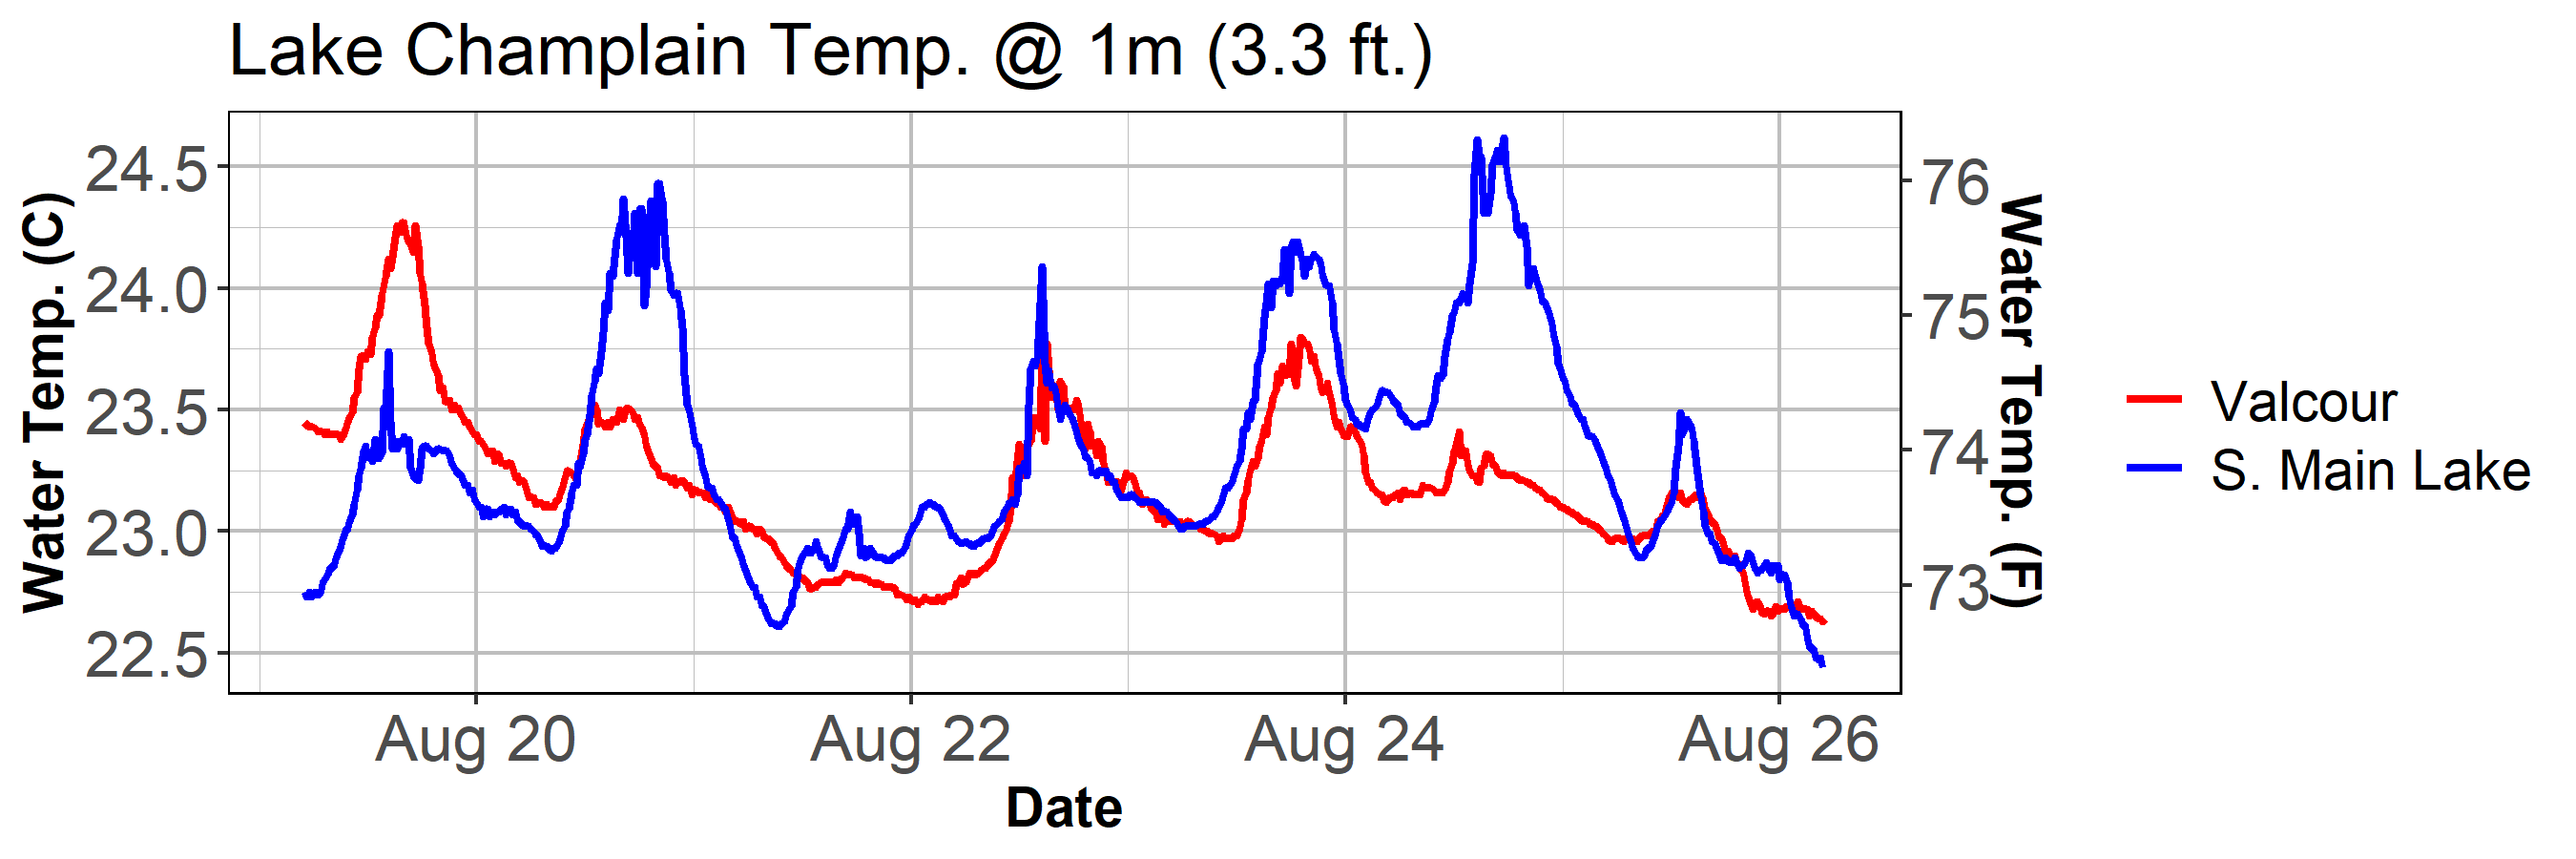 Lake Champlain Temp. @ 1m (3.3 ft.)
Water Temp. (C)
24.5
24.0
23.5
23.0
22.5
76
75
74
73
Water Temp. (F)
Aug 20
Aug 22
Aug 24
Aug 26
Date
Valcour
S. Main Lake